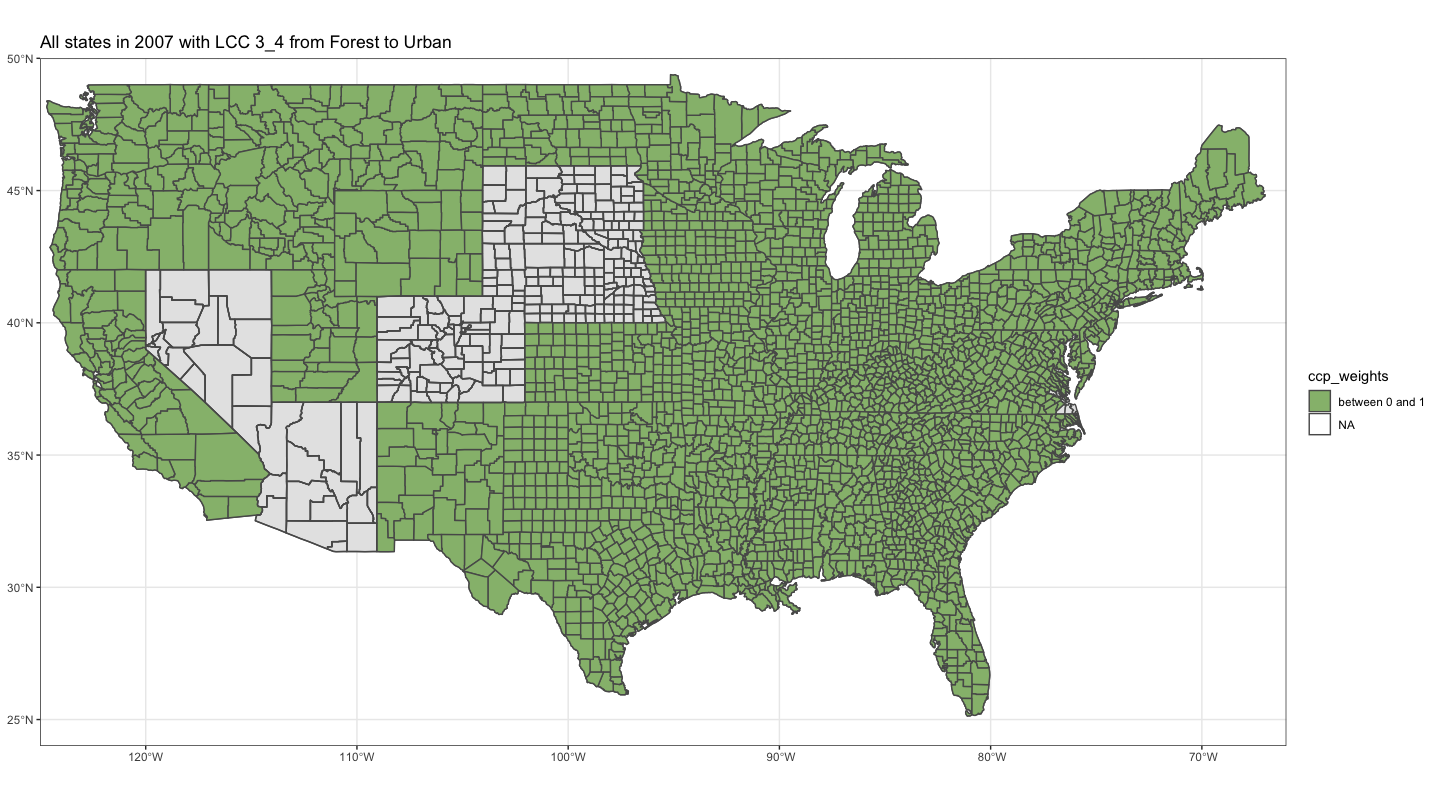 All states in 2007 with LCC 3_4 from Forest to Urban
50°N
45°N
40°N
35°N
30°N
25°N
120°W
110°W
100°W
90°W
80°W
70°W
ccp_weights
between 0 and 1
NA